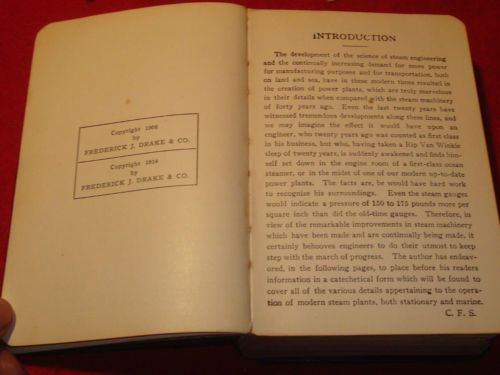 Copyright 1906
by
FREDERICK J. DRAKE & CO.
Copyright 1914
by
FREDERICK J. DRAKE & CO.
INTRODUCTION
The development of the science of steam engineering
and the continually increasing demand for more power
for manufacturing purposes and for transportation, both
on land and sea, have in these modern times resulted in
the creation of power plants, which are truly marvelous
in their details when compared with the steam machinery
of forty years ago. Even the last twenty years have
witnessed tremendous developments along these lines, and
we may imagine the effect it would have upon an
engineer, who twenty years ago was counted as first class
in his business, but who, having taken a Rip Van Winkle
sleep of twenty years, is suddenly awakened and finds him-
self set down in the engine room of a first-class ocean
steamer, or in the midst of one of our modern up-to-date
power plants. The facts are, he would have hard work
to recognize his surroundings. Even the steam gauges
would indicate a pressure of 150 to 175 pounds more per
square inch than did the old-time gauges. Therefore, in
view of the remarkable improvements in steam machinery
which have been made and are continually being made, it
certainly behooves engineers to do their utmost to keep
step with the march of progress. The author has endeav-
ored, in the following pages, to place before his readers
information in a catechetical form which will be found to
cover all of the various details appertaining to the opera-
tion of modern steam plants, both stationary and marine.
C. F. S.